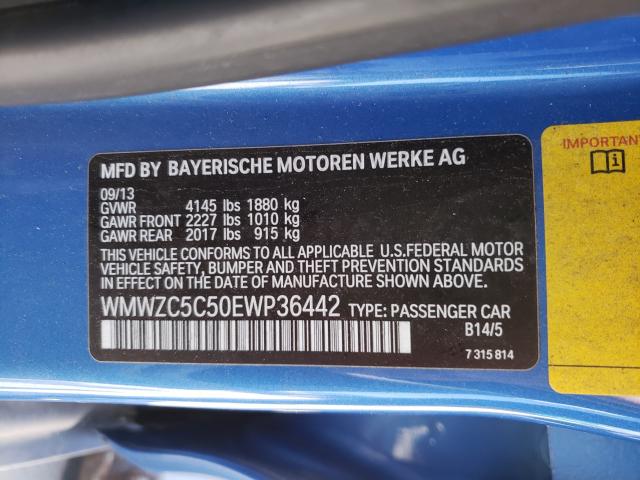 MFD BY BAYERISCHE MOTOREN WERKE AG
09/13
GVWR 4145 lbs 1880 kg
GAWR FRONT 2227 lbs 1010 kg
GAWR REAR 2017 lbs 915 kg
THIS VEHICLE CONFORMS TO ALL APPLICABLE U.S.FEDERAL MOTOR
VEHICLE SAFETY, BUMPER AND THEFT PREVENTION STANDARDS
IN EFFECT ON THE DATE OF MANUFACTURE SHOWN ABOVE.
WMWZC5C50EWP36442 TYPE: PASSENGER CAR
B14/5
7 315 814
IMPORTANT